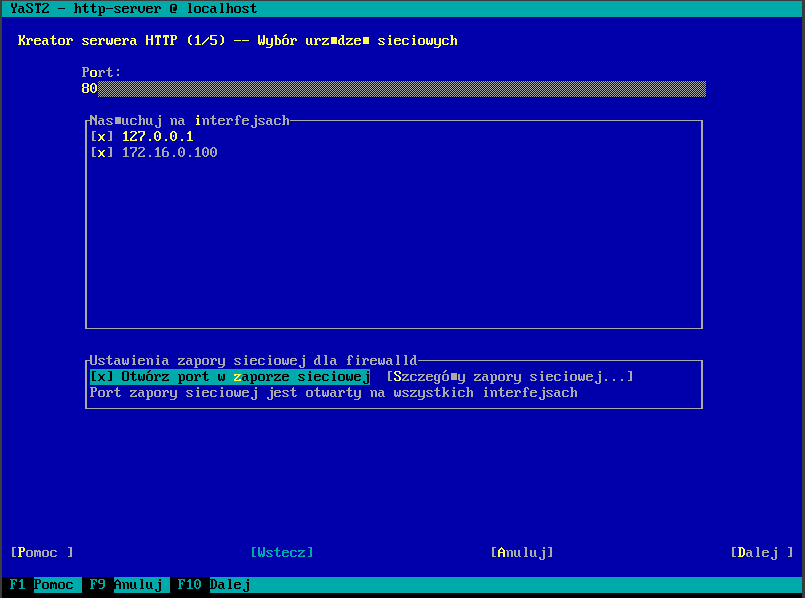 YaST2 - http-server @ localhost
Kreator serwera HTTP (1/5) -- Wybór urz■dze■ sieciowych
Port:
80
Nas■uchuj na interfejsach
[x] 127.0.0.1
[x] 172.16.0.100
Ustawienia zapory sieciowej dla firewalld
[x] Otwórz port w zaporze sieciowej [Szczegó■y zapory sieciowej...]
Port zapory sieciowej jest otwarty na wszystkich interfejsach
[Pomoc ] [Wstecz] [Anuluj] [Dalej ]
F1 Pomoc F9 Anuluj F10 Dalej